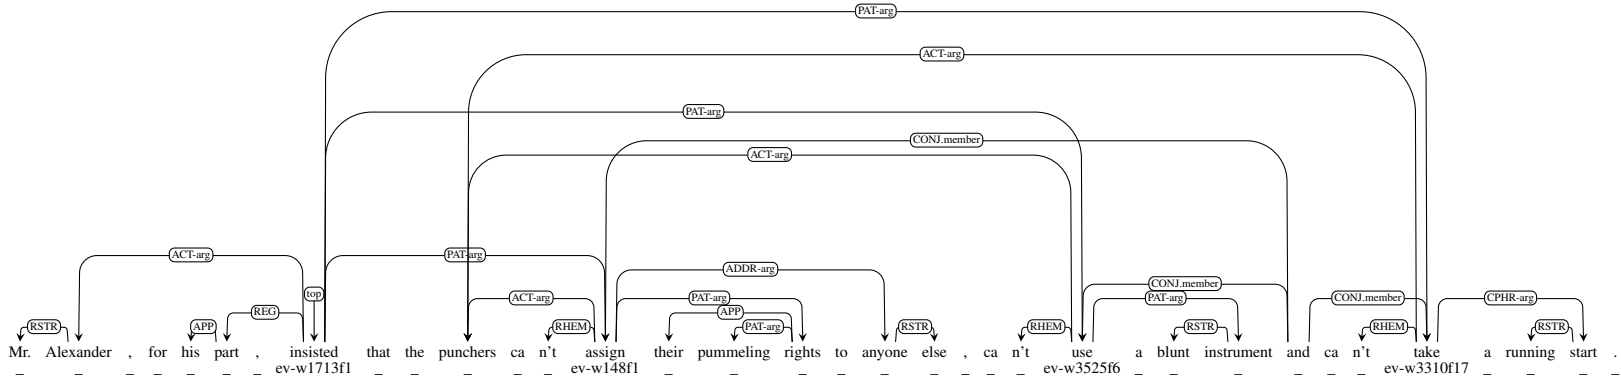 PAT-arg
ACT-arg
PAT-arg
CONJ.member
ACT-arg
ACT-arg PAT-arg
ADDR-arg
CONJ.member
top ACT-arg PAT-arg PAT-arg CONJ.member CPHR-arg
REG APP
RSTR APP RHEM PAT-arg RSTR RHEM RSTR RHEM RSTR
Mr. Alexander , for his part , insisted that the punchers ca n't assign their pummeling rights to anyone else , ca n't use a blunt instrument and ca n't take a running start .
_ _ _ _ _ _ _ ev-w1713f1 _ _ _ _ _ ev-w148f1 _ _ _ _ _ _ _ _ _ ev-w3525f6 _ _ _ _ _ _ ev-w3310f17 _ _ _ _